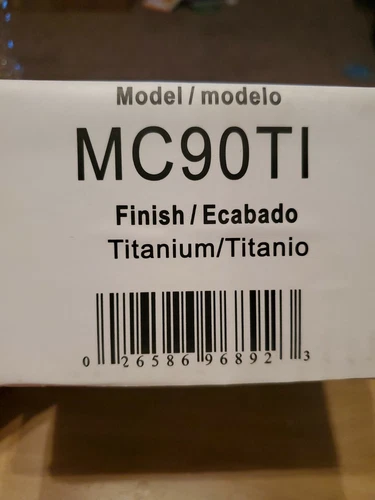 Model / modelo
MC90TI
Finish / Ecabado
Titanium/Titanio
0 26586 96892 3